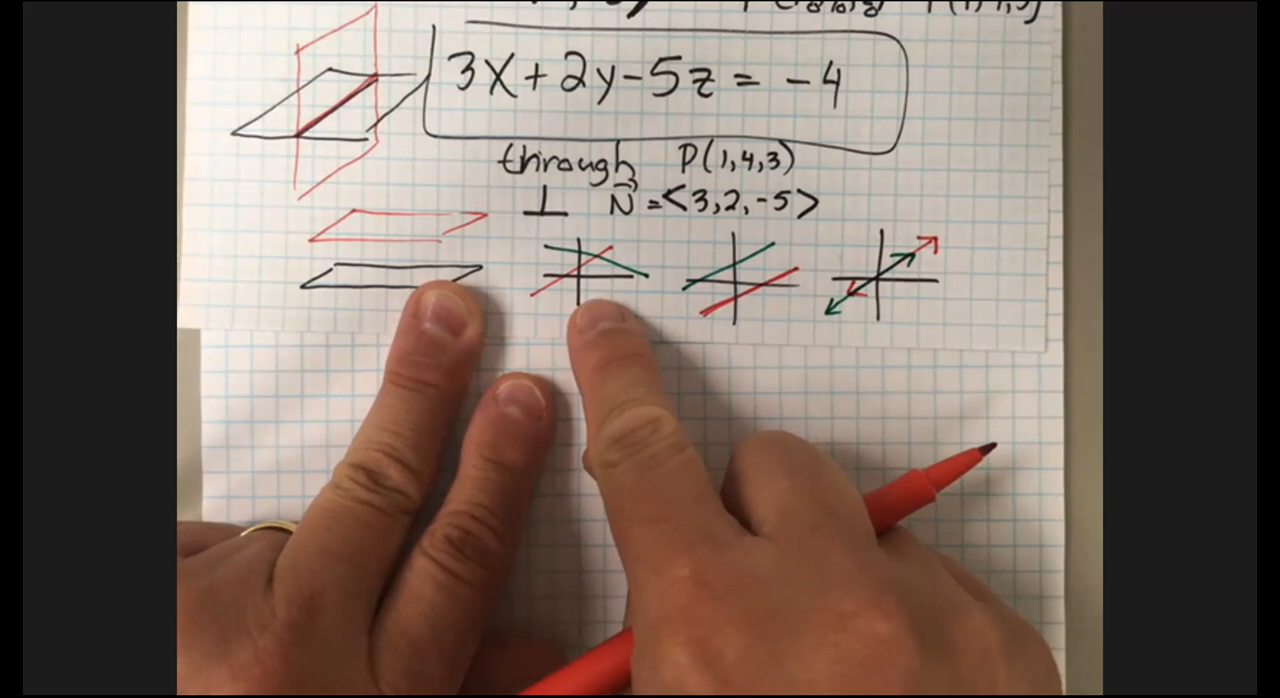 3x+2y-5z = -4
through P(1,4,3)
⊥ N⃗ = <3,2,-5>